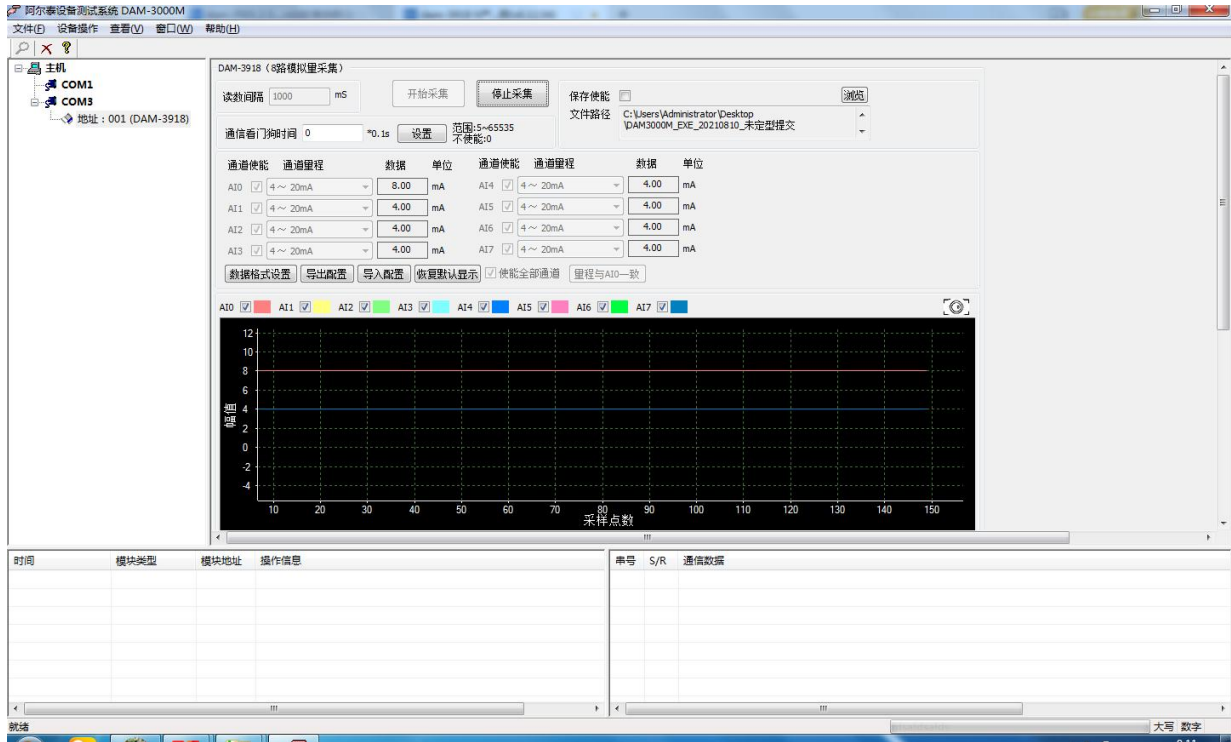 阿尔泰设备测试系统 DAM-3000M
文件(F) 设备操作 查看(V) 窗口(W) 帮助(H)
主机
COM1
COM3
地址：001 (DAM-3918)
DAM-3918（8路模拟量采集）
读数间隔 1000 mS 开始采集 停止采集
保存使能 浏览
文件路径 C:\Users\Administrator\Desktop
\DAM3000M_EXE_20210810_未定型提交
通信看门狗时间 0 *0.1s 设置 范围:5~65535
不使能:0
通道使能 通道里程 数据 单位 通道使能 通道里程 数据 单位
AI0 4～ 20mA 8.00 mA AI4 4～ 20mA 4.00 mA
AI1 4～ 20mA 4.00 mA AI5 4～ 20mA 4.00 mA
AI2 4～ 20mA 4.00 mA AI6 4～ 20mA 4.00 mA
AI3 4～ 20mA 4.00 mA AI7 4～ 20mA 4.00 mA
数据格式设置 导出配置 导入配置 恢复默认显示 使能全部通道 里程与AI0一致
AI0 AI1 AI2 AI3 AI4 AI5 AI6 AI7
12
10
8
6
4
2
0
-2
-4
幅值
10 20 30 40 50 60 70 80 90 100 110 120 130 140 150
采样点数
时间 模块类型 模块地址 操作信息
串号 S/R 通信数据
就绪
大写 数字